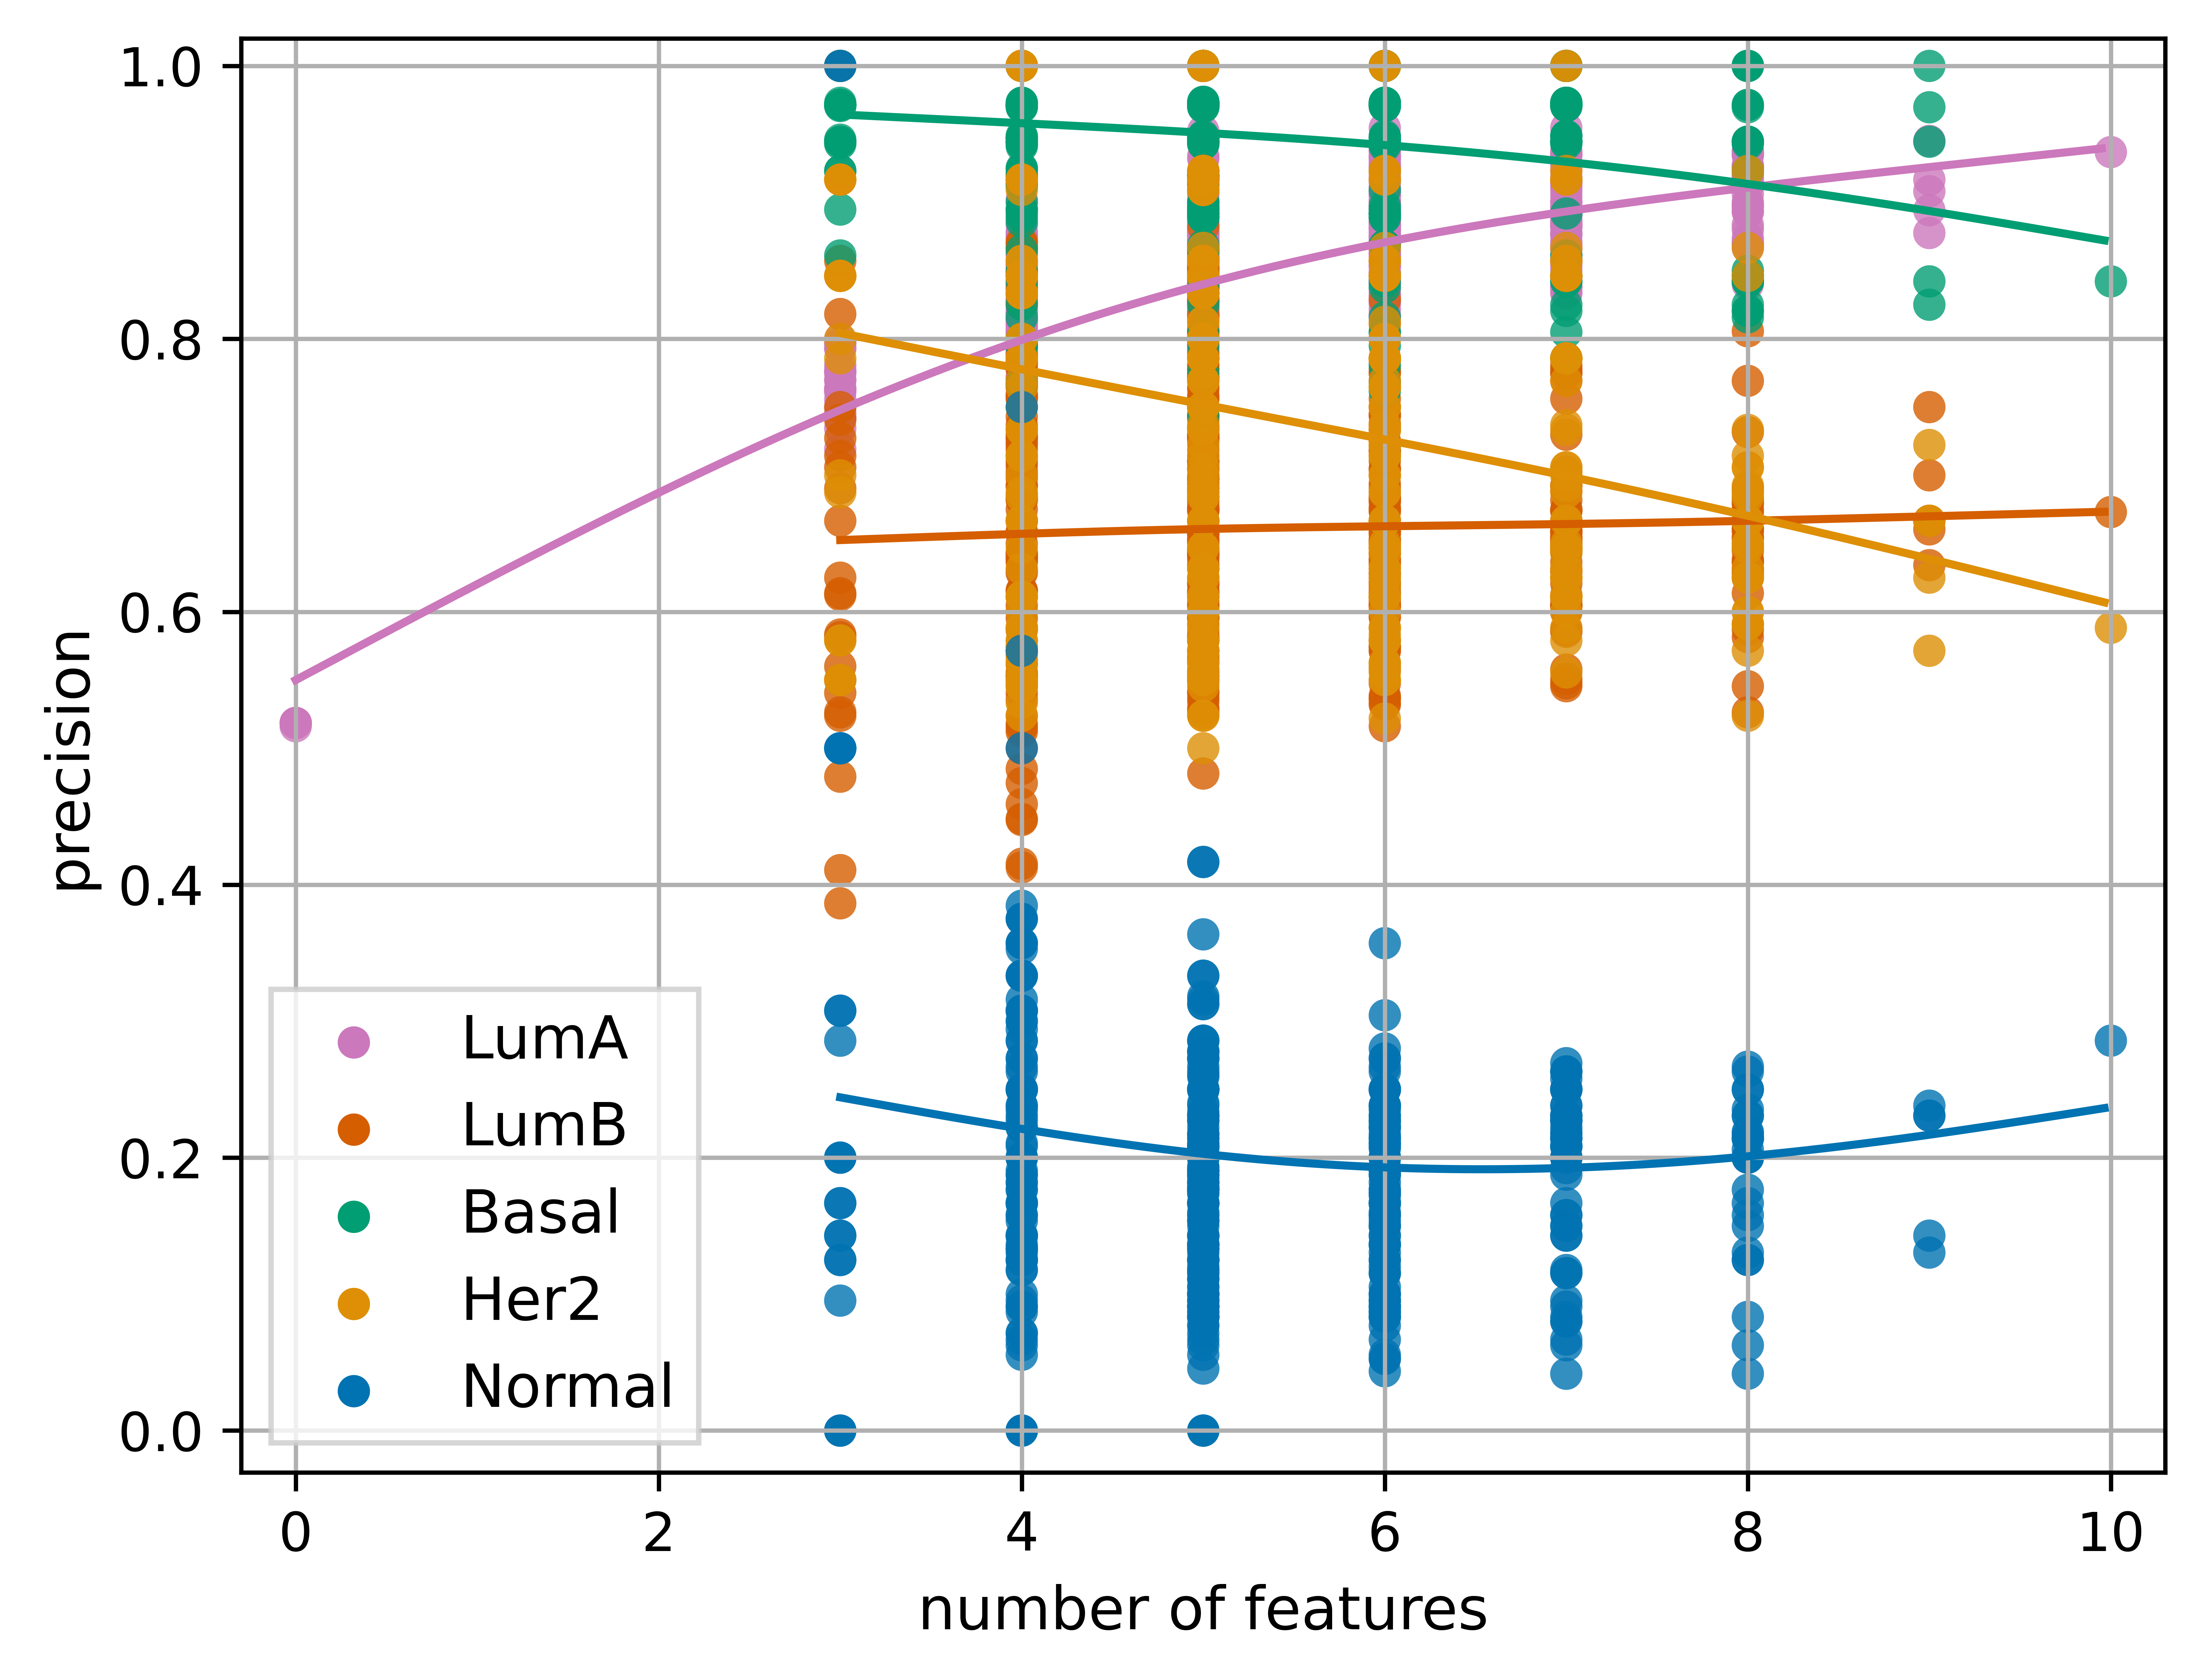 1.0
0.8
0.6
0.4
0.2
0.0
precision
LumA
LumB
Basal
Her2
Normal
0 2 4 6 8 10
number of features